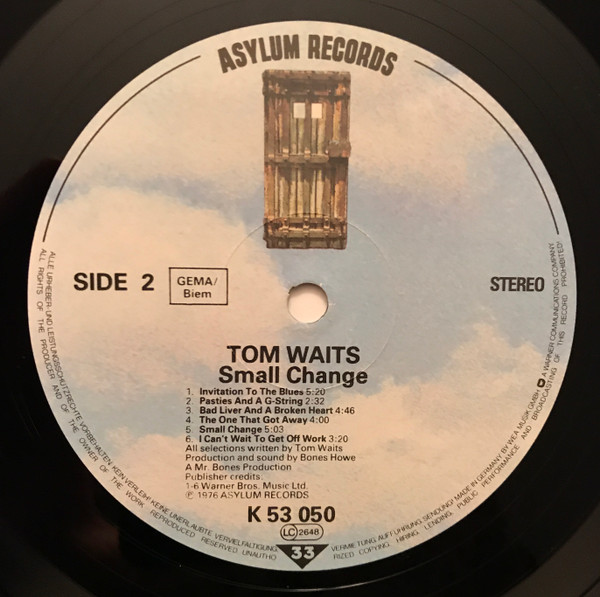 ASYLUM RECORDS
SIDE 2
GEMA/
Biem
STEREO
TOM WAITS
Small Change
1. Invitation To The Blues 5:20
2. Pasties And A G-String 2:32
3. Bad Liver And A Broken Heart 4:46
4. The One That Got Away 4:00
5. Small Change 5:03
6. I Can't Wait To Get Off Work 3:20
All selections written by Tom Waits
Production and sound by Bones Howe
A Mr. Bones Production
Publisher credits:
1-6 Warner Bros. Music Ltd.
℗ 1976 ASYLUM RECORDS
K 53 050
LC 2648
33
ALLE URHEBER- UND LEISTUNGSSCHUTZRECHTE VORBEHALTEN! KEIN VERLEIH! KEINE UNERLAUBTE VERVIELFÄLTIGUNG, VERMIETUNG, AUFFÜHRUNG, SENDUNG! MADE IN GERMANY BY WEA MUSIK GMBH A WARNER COMMUNICATIONS COMPANY
ALL RIGHTS OF THE PRODUCER AND OF THE OWNER OF THE WORK REPRODUCED RESERVED. UNAUTHORIZED COPYING, HIRING, LENDING, PUBLIC PERFORMANCE AND BROADCASTING OF THIS RECORD PROHIBITED!